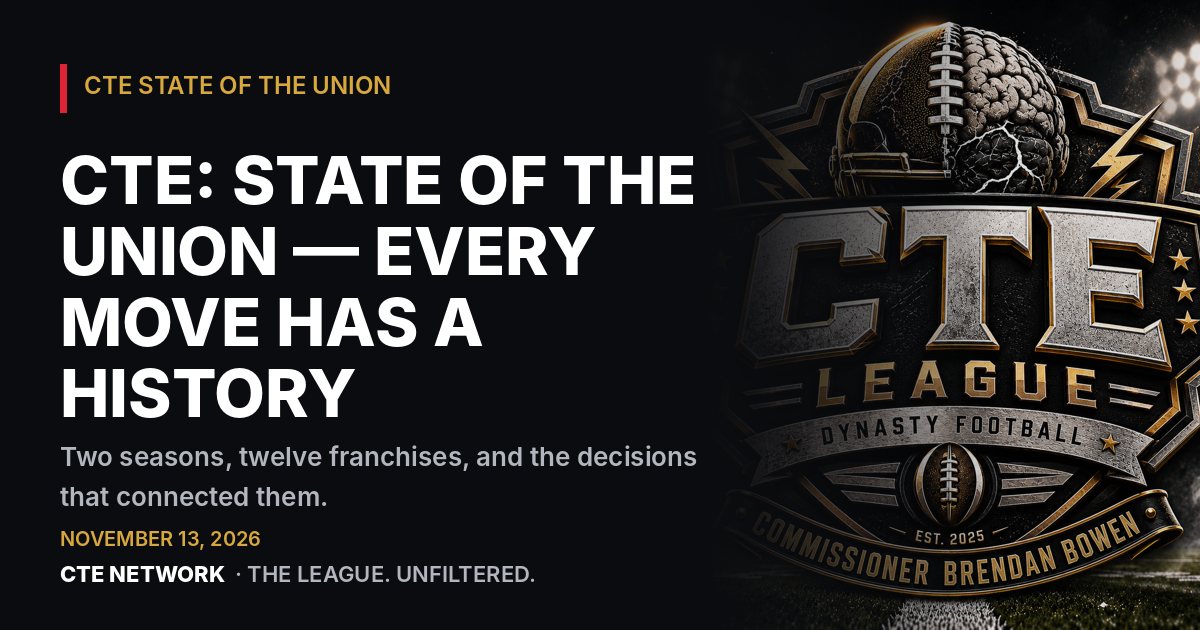 CTE STATE OF THE UNION
CTE: STATE OF THE
UNION — EVERY
MOVE HAS A
HISTORY
Two seasons, twelve franchises, and the decisions
that connected them.
NOVEMBER 13, 2026
CTE NETWORK · THE LEAGUE. UNFILTERED.
CTE
LEAGUE
DYNASTY FOOTBALL
EST. 2025
COMMISSIONER BRENDAN BOWEN